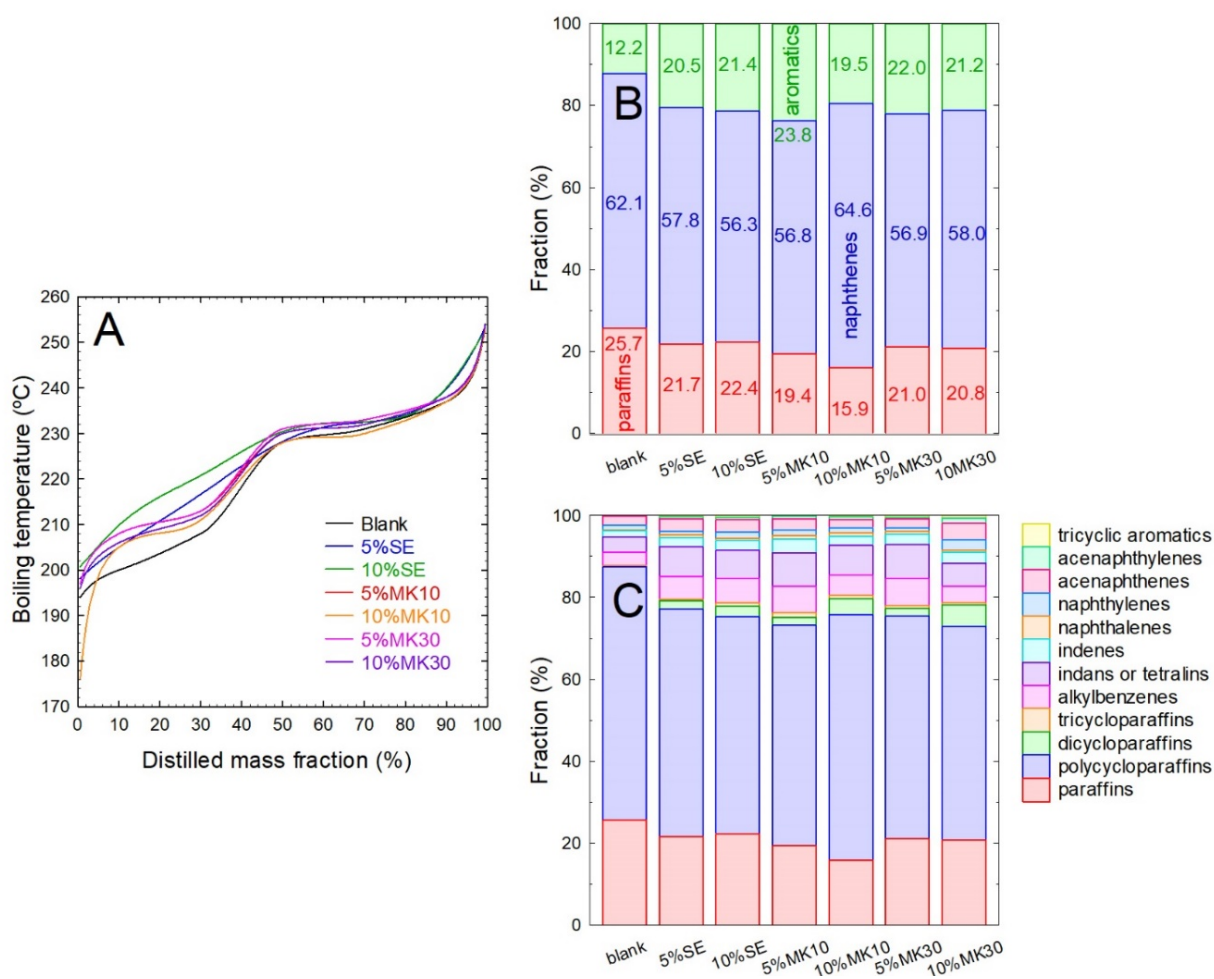 A
Boiling temperature (ºC)
260
250
240
230
220
210
200
190
180
170
0 10 20 30 40 50 60 70 80 90 100
Distilled mass fraction (%)
Blank
5%SE
10%SE
5%MK10
10%MK10
5%MK30
10%MK30
B
Fraction (%)
100
80
60
40
20
0
12.2 20.5 21.4 aromatics 23.8 19.5 22.0 21.2
62.1 57.8 56.3 56.8 64.6 naphthenes 56.9 58.0
25.7 paraffins 21.7 22.4 19.4 15.9 21.0 20.8
blank 5%SE 10%SE 5%MK10 10%MK10 5%MK30 10MK30
C
Fraction (%)
100
80
60
40
20
0
blank 5%SE 10%SE 5%MK10 10%MK10 5%MK30 10%MK30
tricyclic aromatics
acenaphthylenes
acenaphthenes
naphthylenes
naphthalenes
indenes
indans or tetralins
alkylbenzenes
tricycloparaffins
dicycloparaffins
polycycloparaffins
paraffins